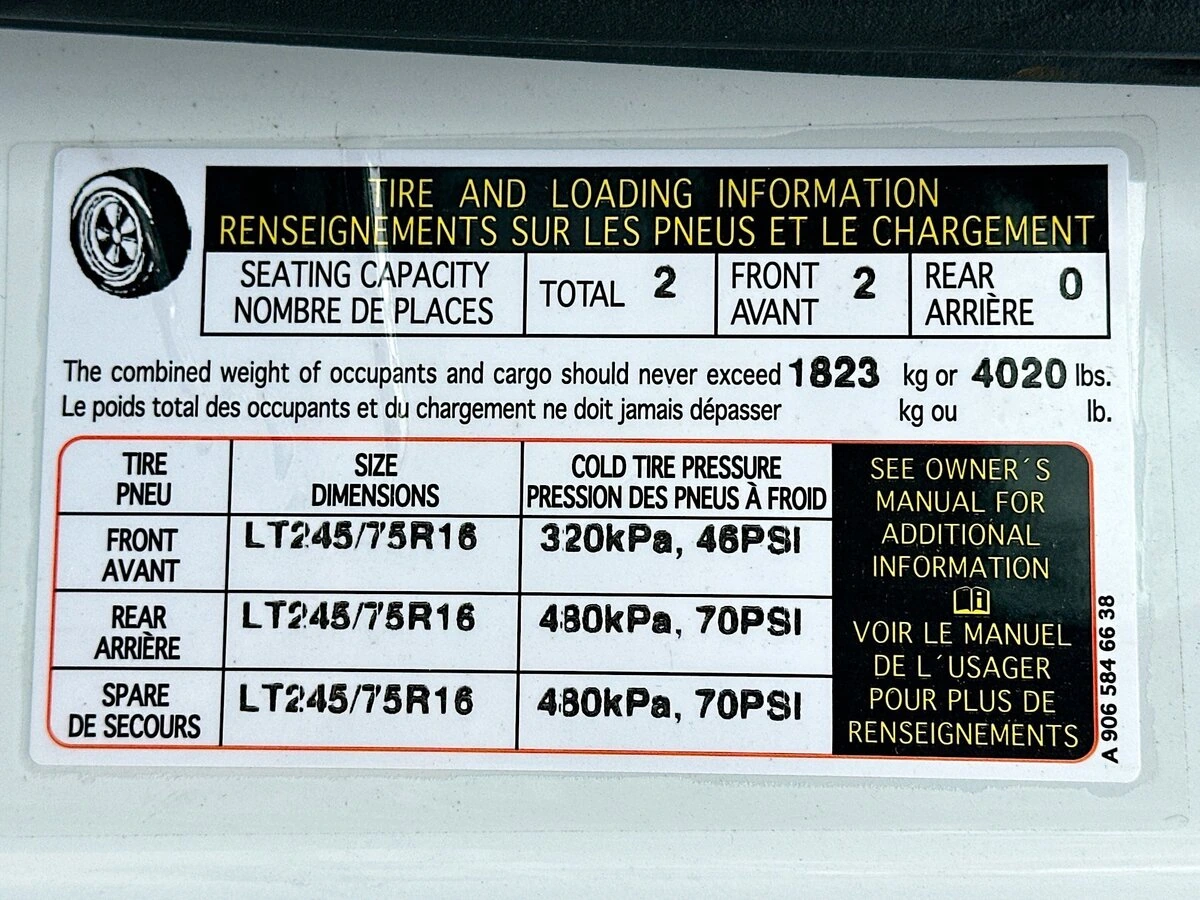 TIRE AND LOADING INFORMATION
RENSEIGNEMENTS SUR LES PNEUS ET LE CHARGEMENT
SEATING CAPACITY
NOMBRE DE PLACES
TOTAL 2
FRONT 2
AVANT
REAR 0
ARRIÈRE
The combined weight of occupants and cargo should never exceed 1823 kg or 4020 lbs.
Le poids total des occupants et du chargement ne doit jamais dépasser kg ou lb.
TIRE
PNEU
SIZE
DIMENSIONS
COLD TIRE PRESSURE
PRESSION DES PNEUS À FROID
FRONT
AVANT
LT245/75R16
320kPa, 46PSI
REAR
ARRIÈRE
LT245/75R16
480kPa, 70PSI
SPARE
DE SECOURS
LT245/75R16
480kPa, 70PSI
SEE OWNER´S
MANUAL FOR
ADDITIONAL
INFORMATION
VOIR LE MANUEL
DE L´USAGER
POUR PLUS DE
RENSEIGNEMENTS
A 906 584 66 38